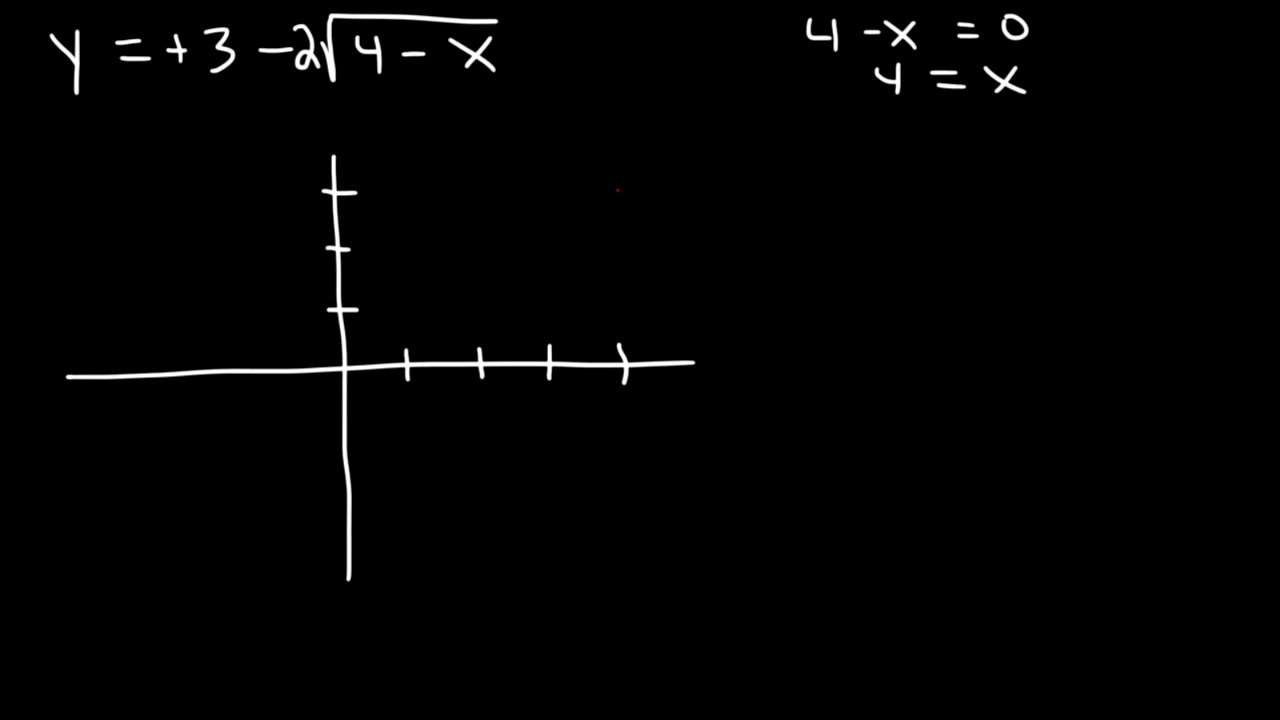 y = +3 -2√4 - x
4 - x = 0
4 = x